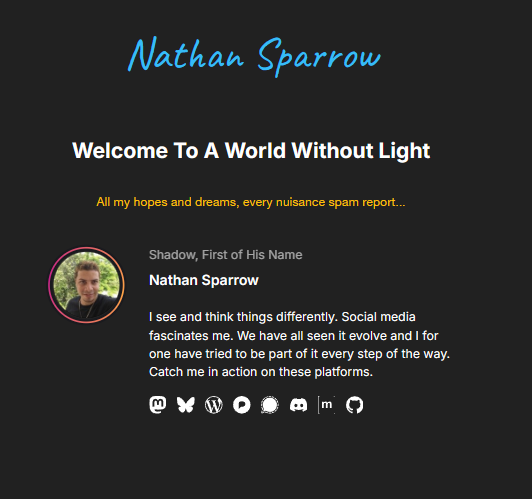 Nathan Sparrow
Welcome To A World Without Light
All my hopes and dreams, every nuisance spam report...
Shadow, First of His Name
Nathan Sparrow
I see and think things differently. Social media
fascinates me. We have all seen it evolve and I for
one have tried to be part of it every step of the way.
Catch me in action on these platforms.